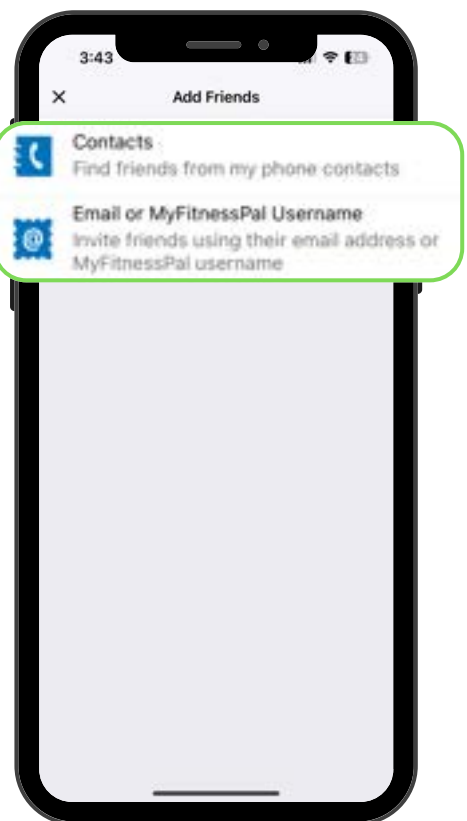 3:43
Add Friends
Contacts
Find friends from my phone contacts
Email or MyFitnessPal Username
Invite friends using their email address or
MyFitnessPal username